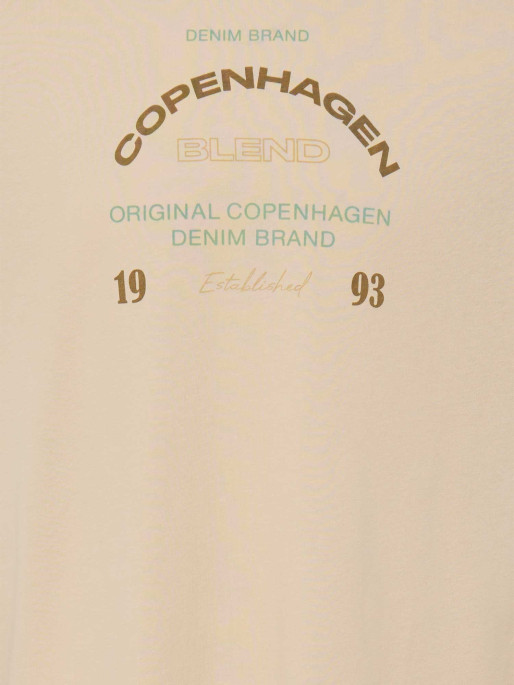 DENIM BRAND
COPENHAGEN
BLEND
ORIGINAL COPENHAGEN
DENIM BRAND
19 Established 93